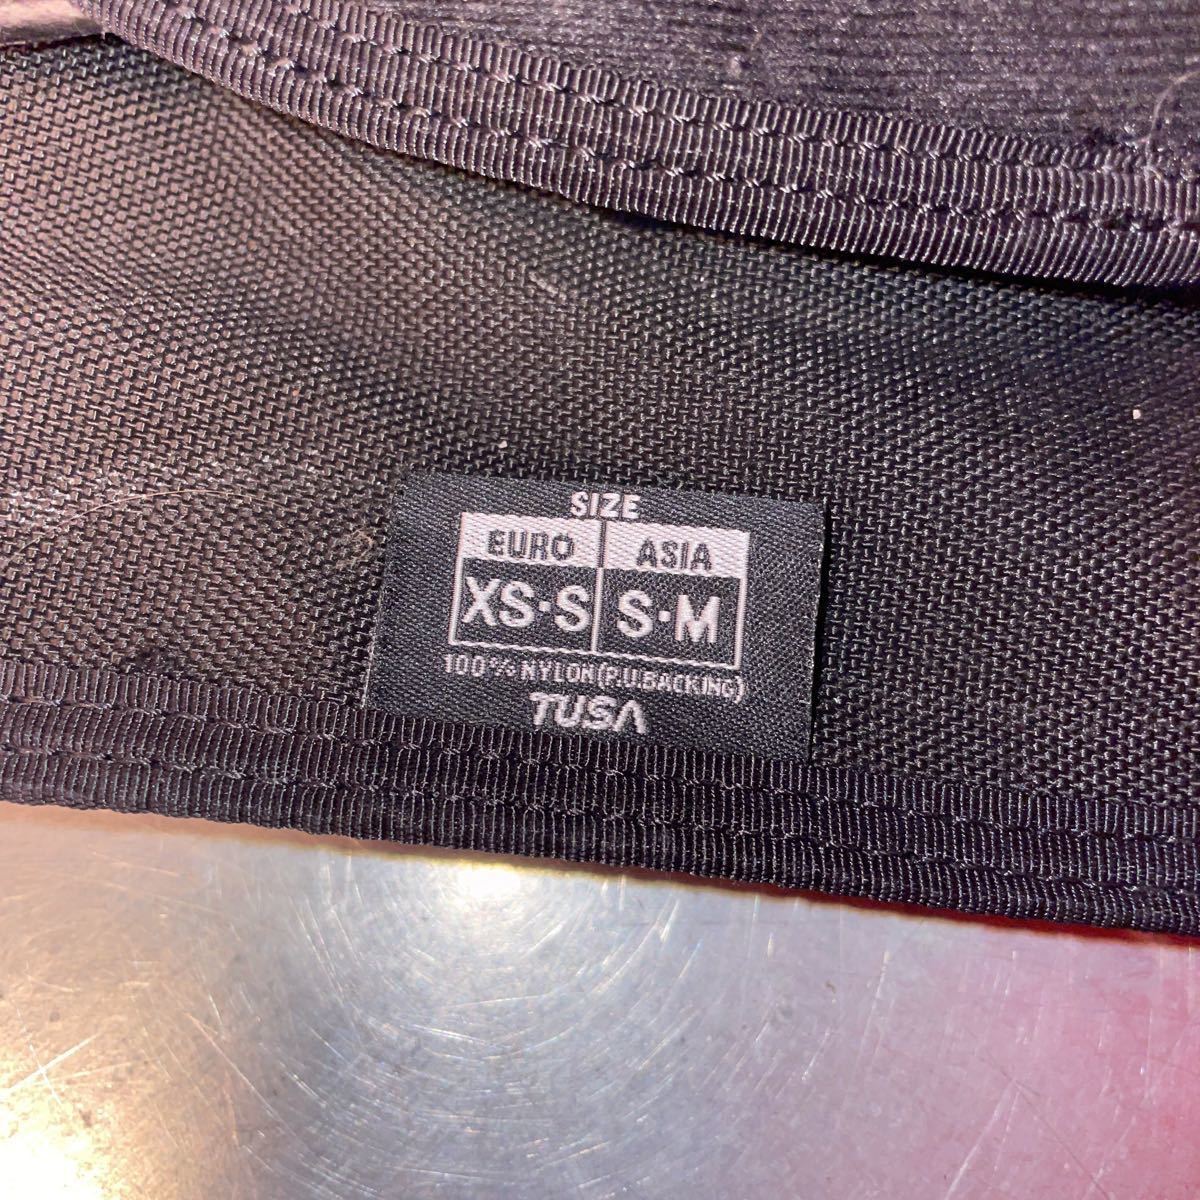 SIZE
EURO ASIA
XS·S S·M
100%NYLON(P.U.BACKING)
TUSA